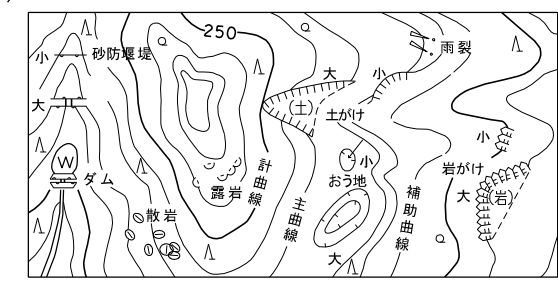 )
250
小 砂防堰堤
大
W
ダム
散岩
露岩
計曲線
主曲線
大
(土)
土がけ
小
雨裂
小
おう地
大
補助曲線
小
岩がけ
大
(岩)